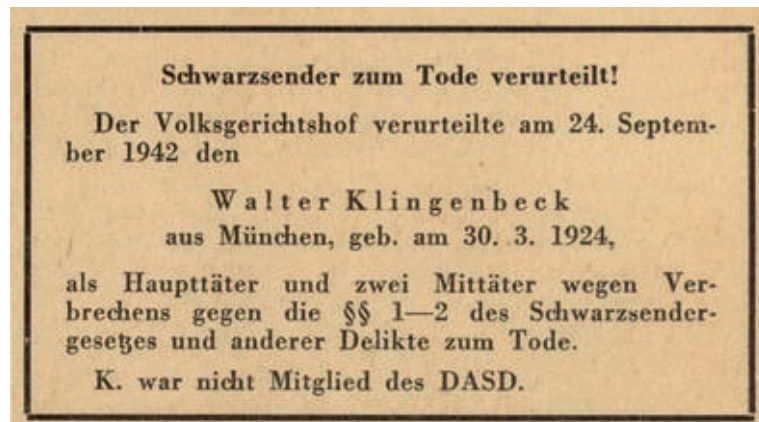 Schwarzsender zum Tode verurteilt!
Der Volksgerichtshof verurteilte am 24. Septem-
ber 1942 den
Walter Klingenbeck
aus München, geb. am 30. 3. 1924,
als Haupttäter und zwei Mittäter wegen Ver-
brechens gegen die §§ 1—2 des Schwarzsender-
gesetzes und anderer Delikte zum Tode.
K. war nicht Mitglied des DASD.